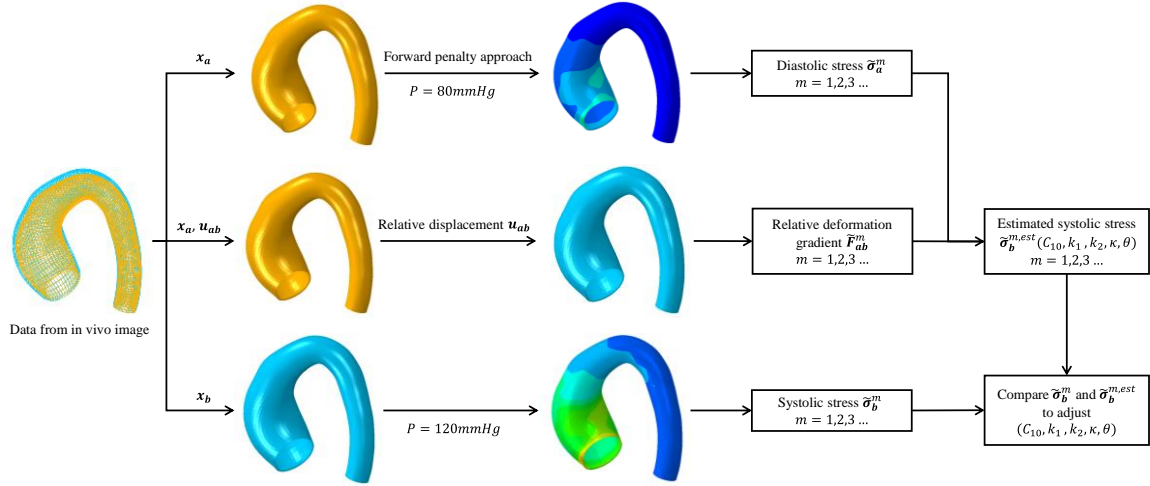 x_a
Forward penalty approach
P = 80mmHg
Diastolic stress σ̃_a^m
m = 1,2,3 ...
Data from in vivo image
x_a, u_ab
Relative displacement u_ab
Relative deformation
gradient F̃_ab^m
m = 1,2,3 ...
Estimated systolic stress
σ̃_b^{m,est}(C_10, k_1, k_2, κ, θ)
m = 1,2,3 ...
x_b
P = 120mmHg
Systolic stress σ̃_b^m
m = 1,2,3 ...
Compare σ̃_b^m and σ̃_b^{m,est}
to adjust
(C_10, k_1, k_2, κ, θ)